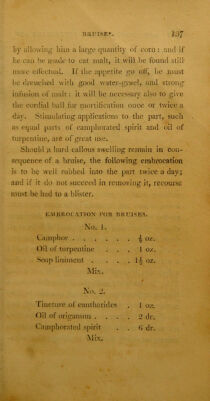 BRUISES.
137
by allowing him a large quantity of corn: and if
he can be made to eat malt, it will be found still
more effectual. If the appetite go off, he must
be drenched with good water-gruel, and strong
infusion of malt: it will be necessary also to give
the cordial ball for mortification once or twice a
day. Stimulating applications to the part, such
as equal parts of camphorated spirit and oil of
turpentine, are of great use.
Should a hard callous swelling remain in con-
sequence of a bruise, the following embrocation
is to be well rubbed into the part twice a day;
and if it do not succeed in removing it, recourse
must be had to a blister.
EMBROCATION FOR BRUISES.
No. 1.
Camphor . . . . . . ½ oz.
Oil of turpentine . . . 1 oz.
Soap liniment . . . . 1½ oz.
Mix.
No. 2.
Tincture of cantharides . 1 oz.
Oil of origanum . . . . 2 dr.
Camphorated spirit . . 6 dr.
Mix.